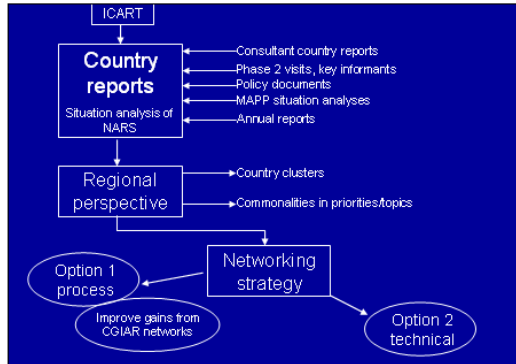 ICART
Country
reports
Situation analysis of
NARS
Consultant country reports
Phase 2 visits, key informants
Policy documents
MAPP situation analyses
Annual reports
Regional
perspective
Country clusters
Commonalities in priorities/topics
Networking
strategy
Option 1
process
Improve gains from
CGIAR networks
Option 2
technical